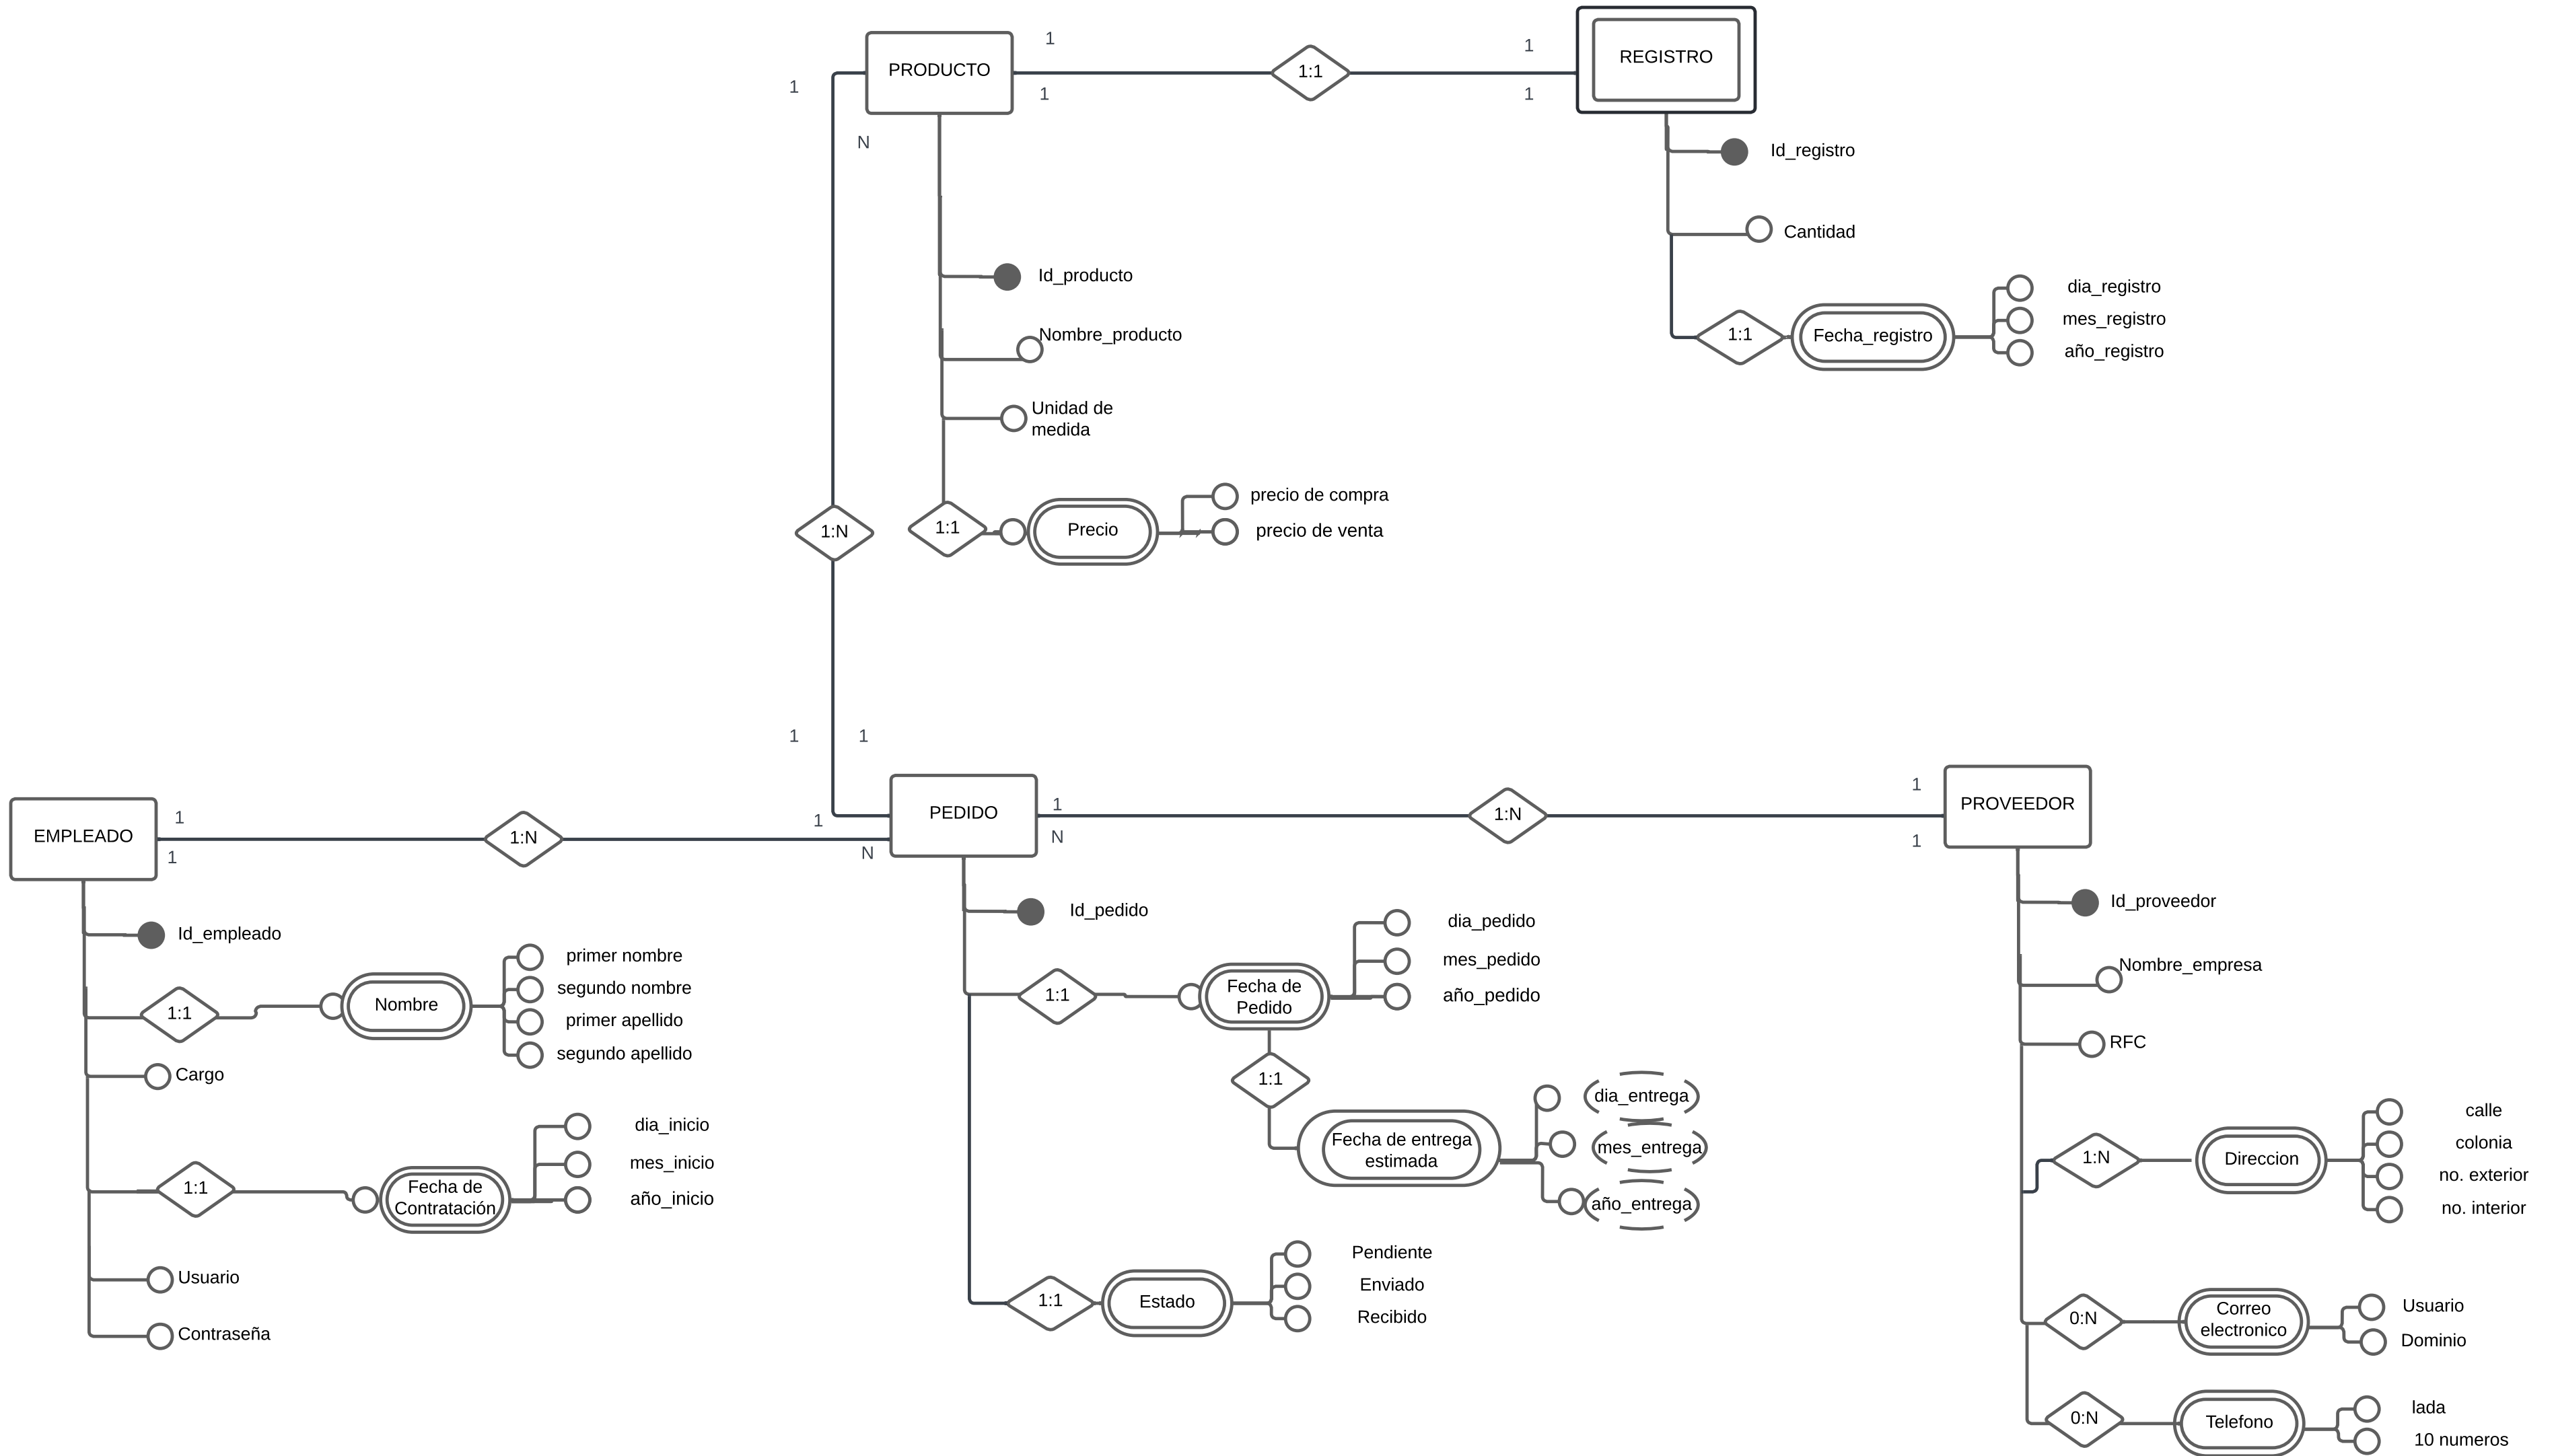 PRODUCTO
1
1:1
1
REGISTRO
1
1
1
N
Id_registro
Cantidad
1:1
Fecha_registro
dia_registro
mes_registro
año_registro
Id_producto
Nombre_producto
Unidad de
medida
1:1
Precio
precio de compra
precio de venta
1:N
1
1
EMPLEADO
1
1
1:N
1
N
PEDIDO
1
N
1:N
1
1
PROVEEDOR
Id_empleado
1:1
Nombre
primer nombre
segundo nombre
primer apellido
segundo apellido
Cargo
1:1
Fecha de
Contratación
dia_inicio
mes_inicio
año_inicio
Usuario
Contraseña
Id_pedido
1:1
Fecha de
Pedido
dia_pedido
mes_pedido
año_pedido
1:1
Fecha de entrega
estimada
dia_entrega
mes_entrega
año_entrega
1:1
Estado
Pendiente
Enviado
Recibido
Id_proveedor
Nombre_empresa
RFC
1:N
Direccion
calle
colonia
no. exterior
no. interior
0:N
Correo
electronico
Usuario
Dominio
0:N
Telefono
lada
10 numeros